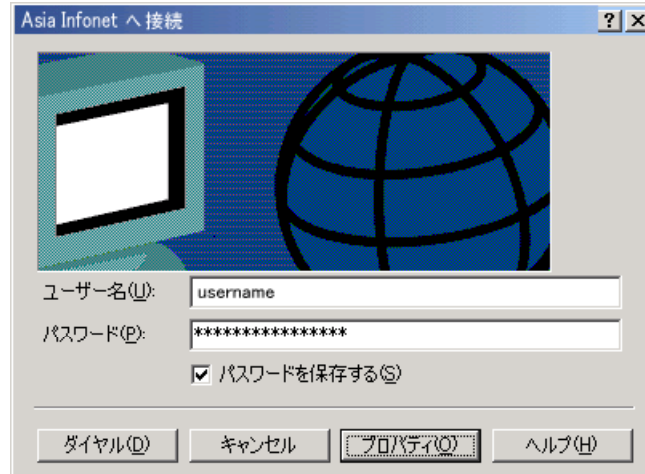 Asia Infonet へ接続
ユーザー名(U): username
パスワード(P): ****************
パスワードを保存する(S)
ダイヤル(D) キャンセル プロパティ(O) ヘルプ(H)